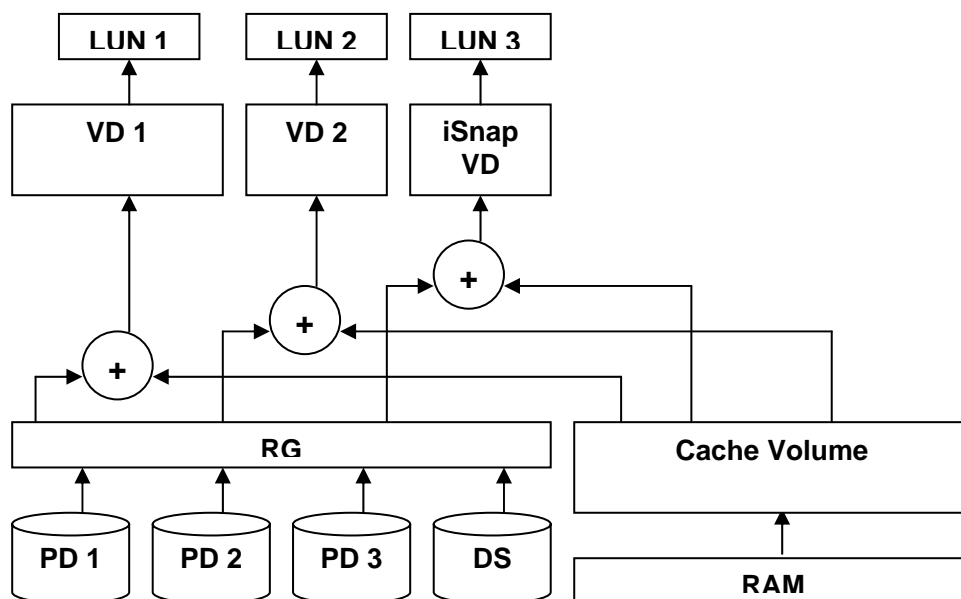 LUN 1
LUN 2
LUN 3
VD 1
VD 2
iSnap
VD
+
+
+
RG
Cache Volume
PD 1
PD 2
PD 3
DS
RAM